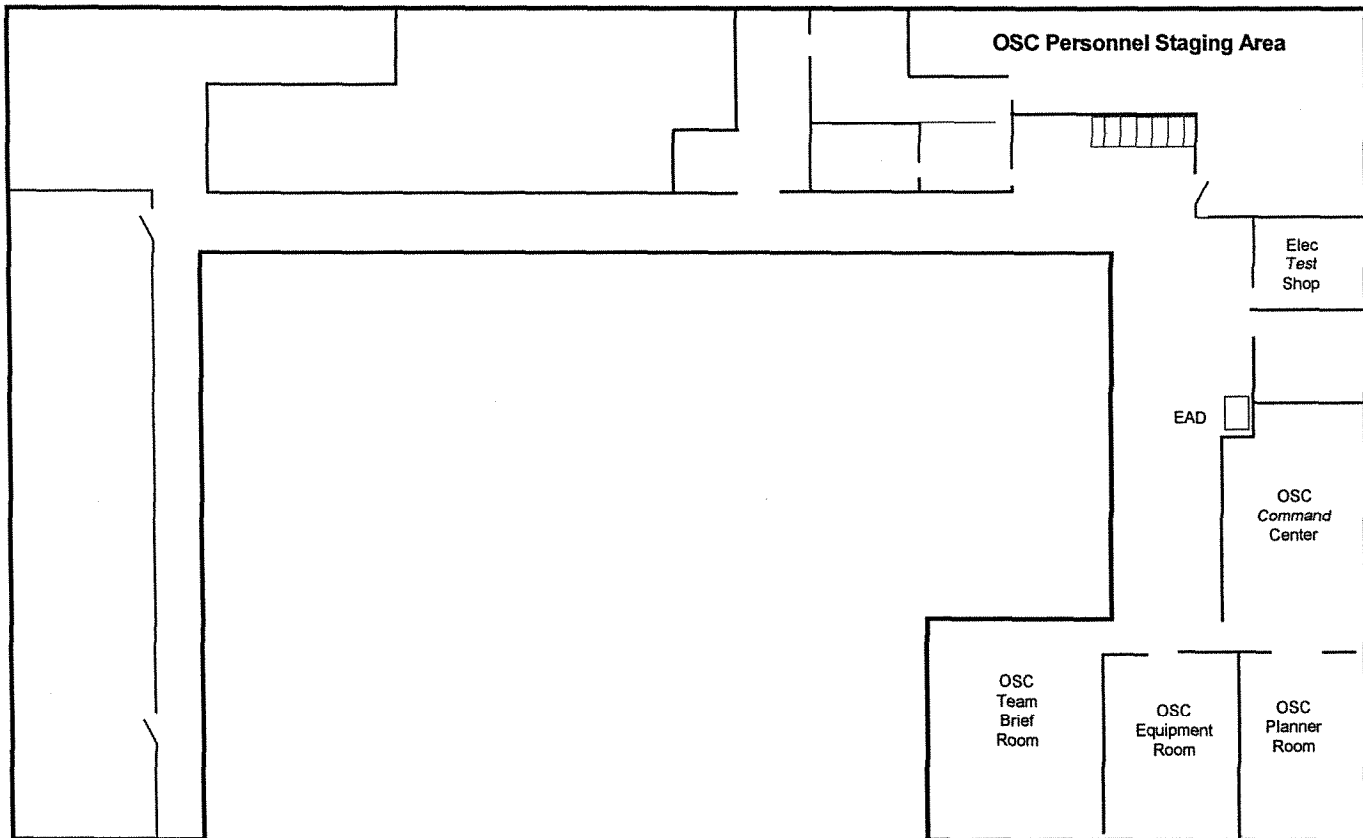 OSC Personnel Staging Area
Elec
Test
Shop
EAD
OSC
Command
Center
OSC
Team
Brief
Room
OSC
Equipment
Room
OSC
Planner
Room